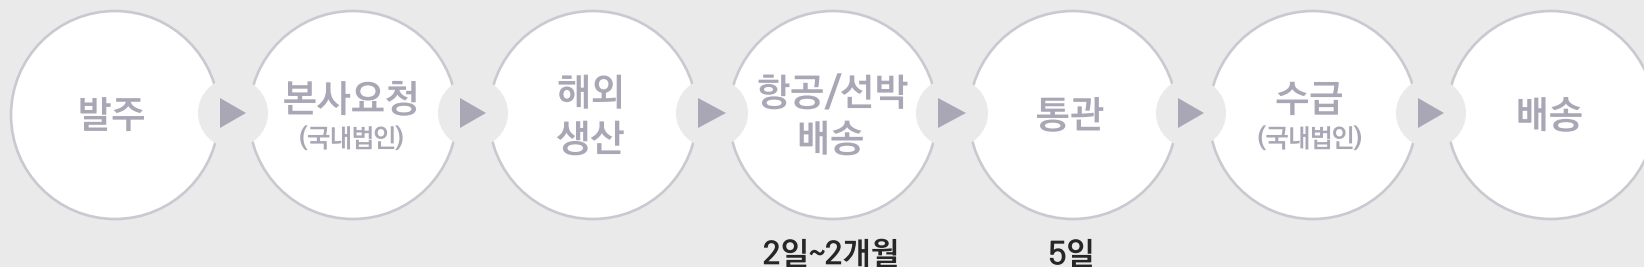 발주
본사요청
(국내법인)
해외
생산
항공/선박
배송
통관
수급
(국내법인)
배송
2일~2개월
5일